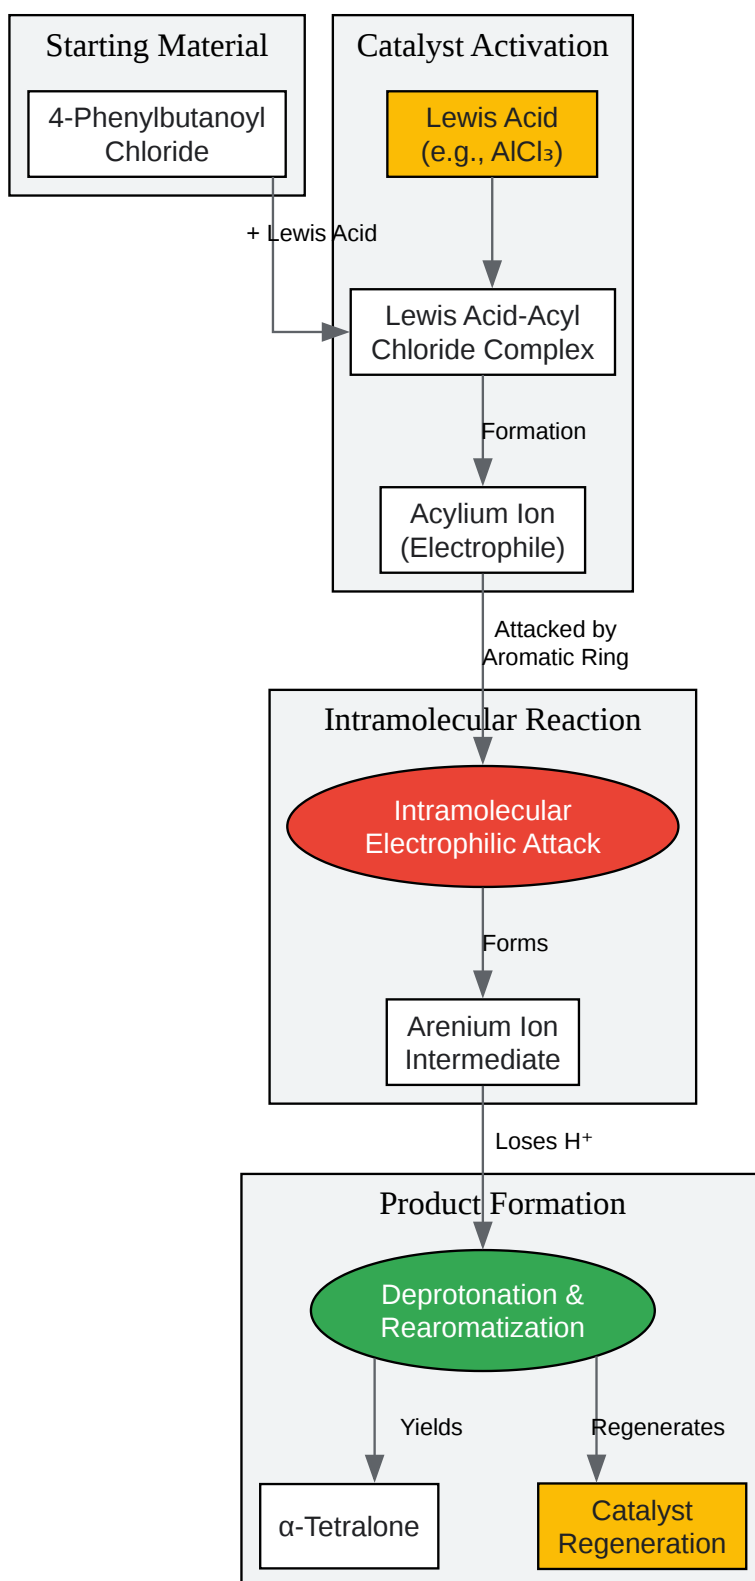 Starting Material
4-Phenylbutanoyl
Chloride
Catalyst Activation
Lewis Acid
(e.g., AlCl₃)
+ Lewis Acid
Lewis Acid-Acyl
Chloride Complex
Formation
Acylium Ion
(Electrophile)
Attacked by
Aromatic Ring
Intramolecular Reaction
Intramolecular
Electrophilic Attack
Forms
Arenium Ion
Intermediate
Loses H⁺
Product Formation
Deprotonation &
Rearomatization
Yields
Regenerates
α-Tetralone
Catalyst
Regeneration